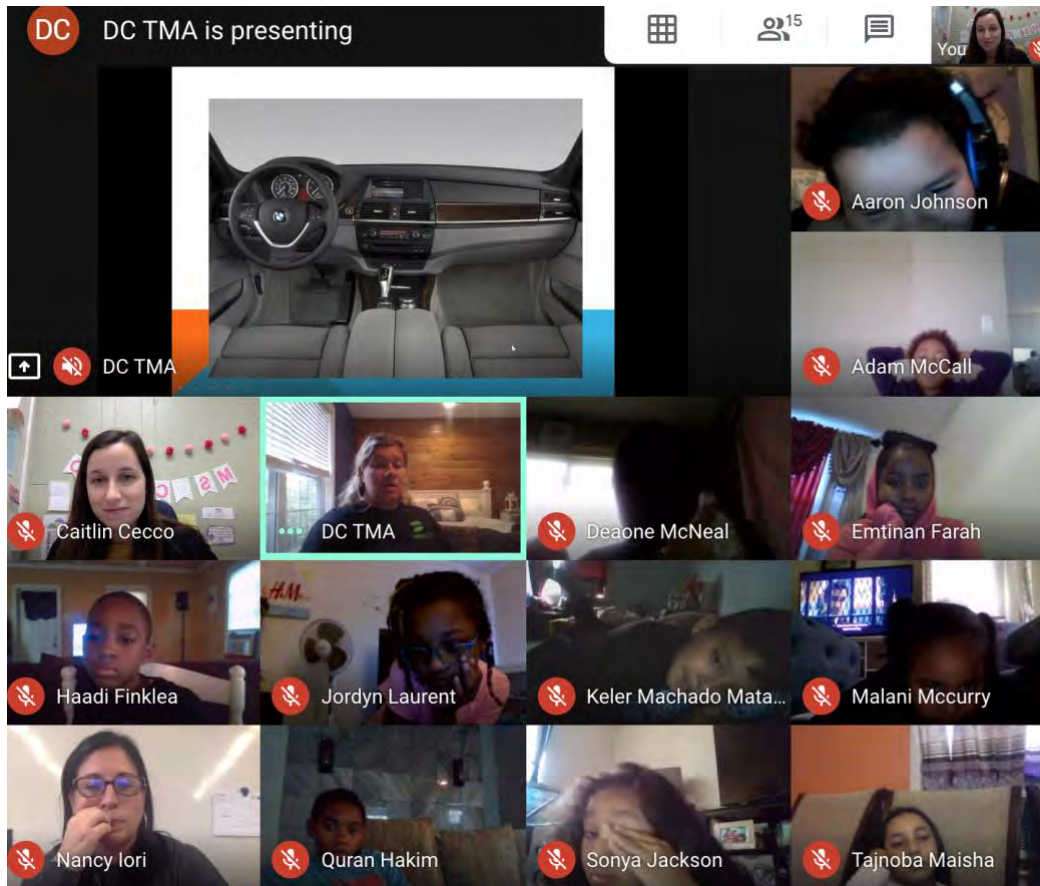 DC
DC TMA is presenting
15
You
Aaron Johnson
DC TMA
Adam McCall
Caitlin Cecco
DC TMA
Deaone McNeal
Emtinan Farah
H&M
Haadi Finklea
Jordyn Laurent
Keler Machado Mata...
Malani Mccurry
Nancy Iori
Quran Hakim
Sonya Jackson
Tajnoba Maisha